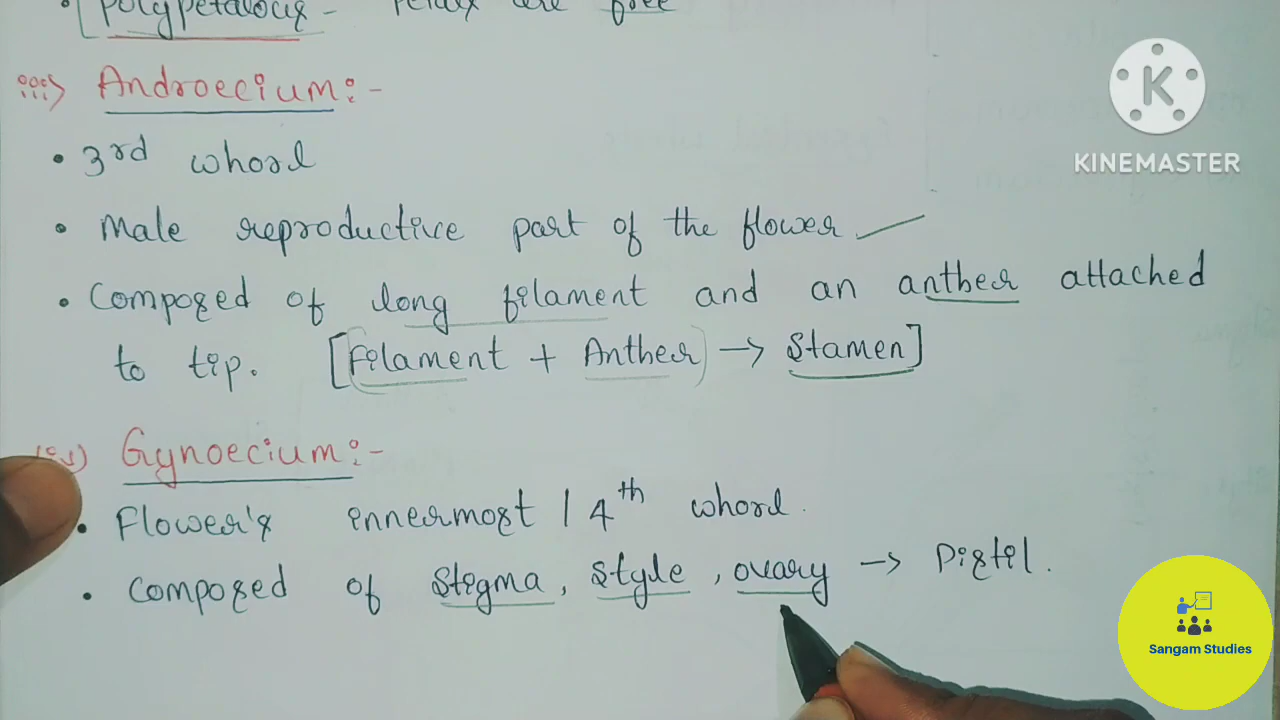 • [Polypetalous - Petals are free
iii) Androecium:-
• 3rd whorl
• Male reproductive part of the flower
• Composed of long filament and an anther attached
to tip. [Filament + Anther) → Stamen]
(iv) Gynoecium:-
• Flower's innermost / 4th whorl.
• Composed of Stigma, Style, ovary → Pistil.
KINEMASTER
Sangam Studies